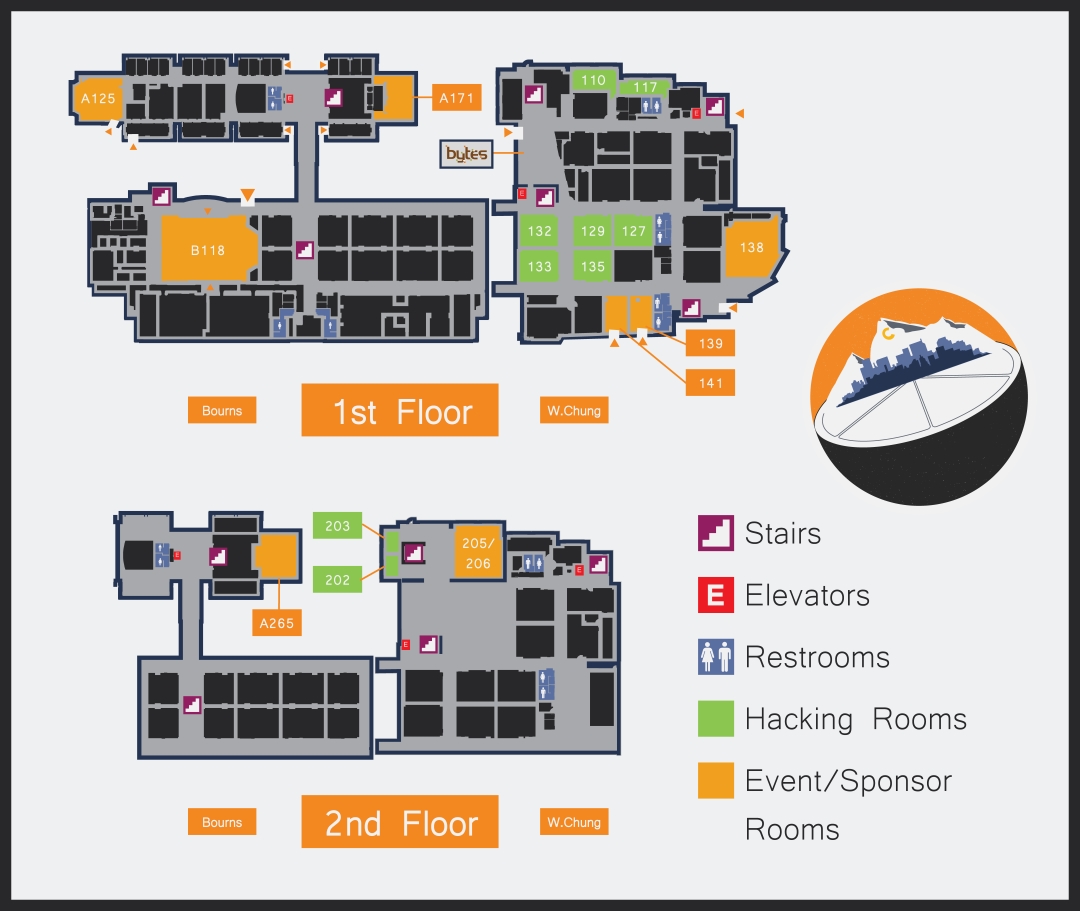 A125
E
A171
110
117
E
bytes
E
B118
132
129
127
138
133
135
139
141
Bourns
1st Floor
W.Chung
203
205/
206
202
E
E
A265
E
Stairs
E Elevators
Restrooms
Hacking Rooms
Event/Sponsor
Rooms
Bourns
2nd Floor
W.Chung